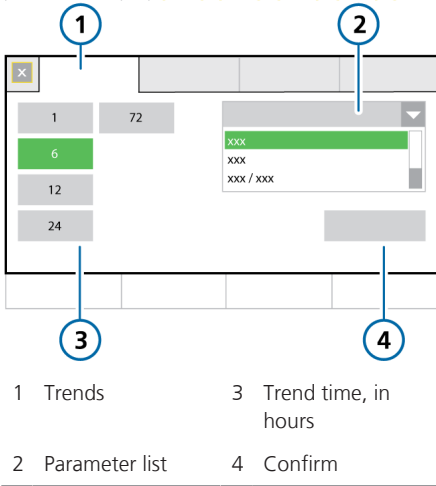 1 2
×
1 72
6
12
24
xxx
xxx
xxx / xxx
3 4
1 Trends
3 Trend time, in
hours
2 Parameter list
4 Confirm